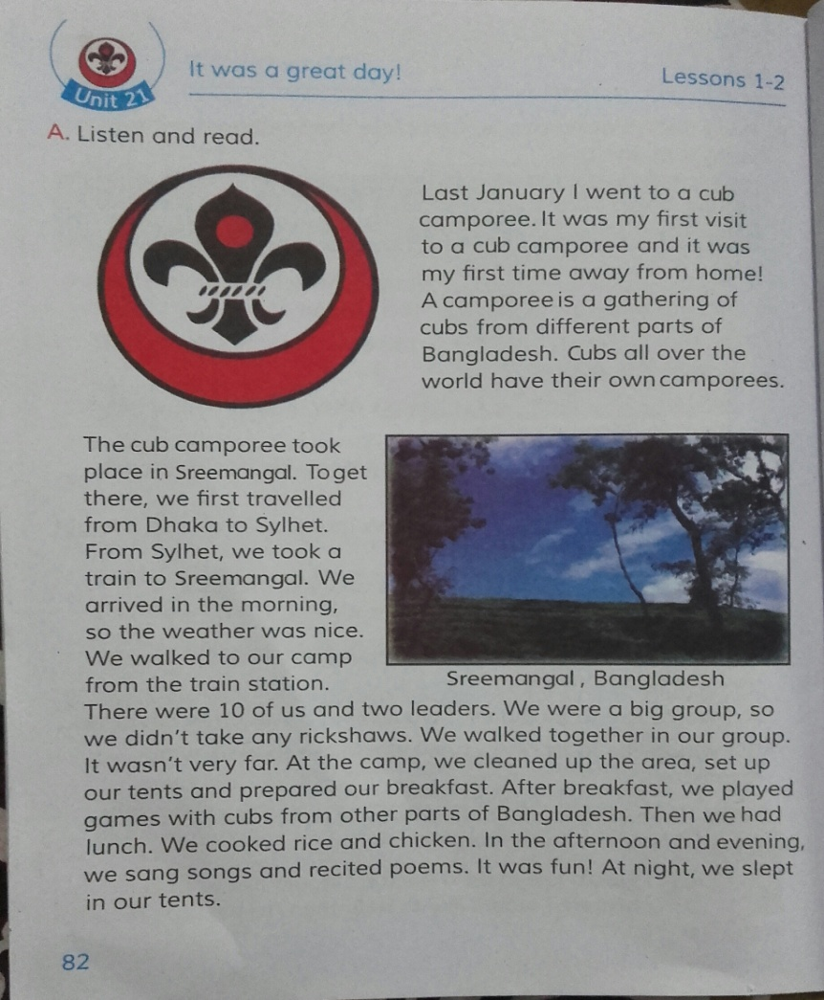 Unit 21
It was a great day!
Lessons 1-2
A. Listen and read.
Last January I went to a cub
camporee. It was my first visit
to a cub camporee and it was
my first time away from home!
A camporee is a gathering of
cubs from different parts of
Bangladesh. Cubs all over the
world have their own camporees.
The cub camporee took
place in Sreemangal. To get
there, we first travelled
from Dhaka to Sylhet.
From Sylhet, we took a
train to Sreemangal. We
arrived in the morning,
so the weather was nice.
We walked to our camp
from the train station.
Sreemangal, Bangladesh
There were 10 of us and two leaders. We were a big group, so
we didn't take any rickshaws. We walked together in our group.
It wasn't very far. At the camp, we cleaned up the area, set up
our tents and prepared our breakfast. After breakfast, we played
games with cubs from other parts of Bangladesh. Then we had
lunch. We cooked rice and chicken. In the afternoon and evening,
we sang songs and recited poems. It was fun! At night, we slept
in our tents.
82